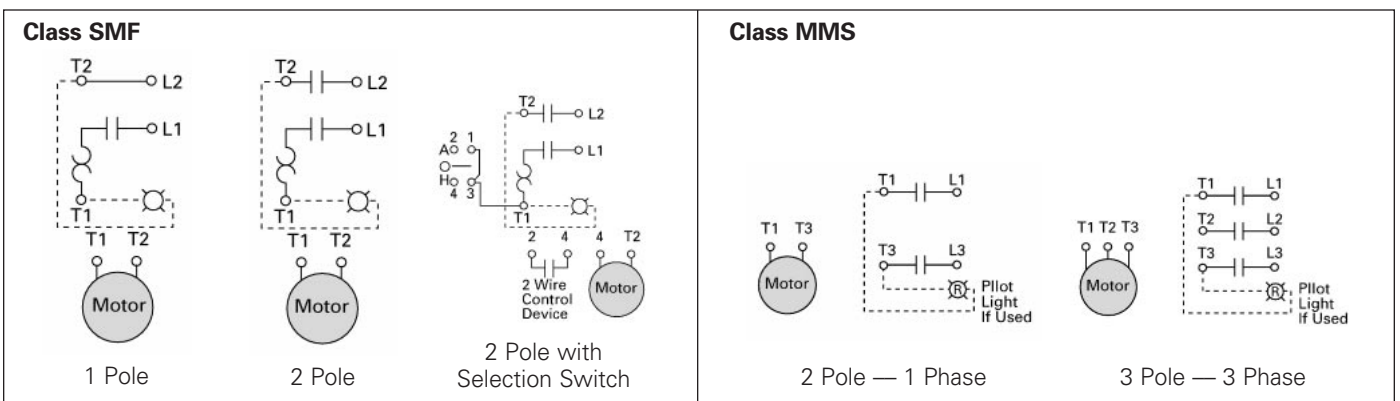 Class SMF
T2
L2
L1
T1
T1 T2
Motor
1 Pole
T2
L2
L1
T1
T1 T2
Motor
2 Pole
T2
L2
2 1
A
L1
O
H
4 3
T1
2 4 4 T2
2 Wire
Control
Device
Motor
2 Pole with
Selection Switch
Class MMS
T1 L1
T1 T3
T3 L3
Motor
R
PIlot
Light
If Used
2 Pole — 1 Phase
T1 L1
T2 L2
T1 T2 T3
T3 L3
Motor
R
PIlot
Light
If Used
3 Pole — 3 Phase